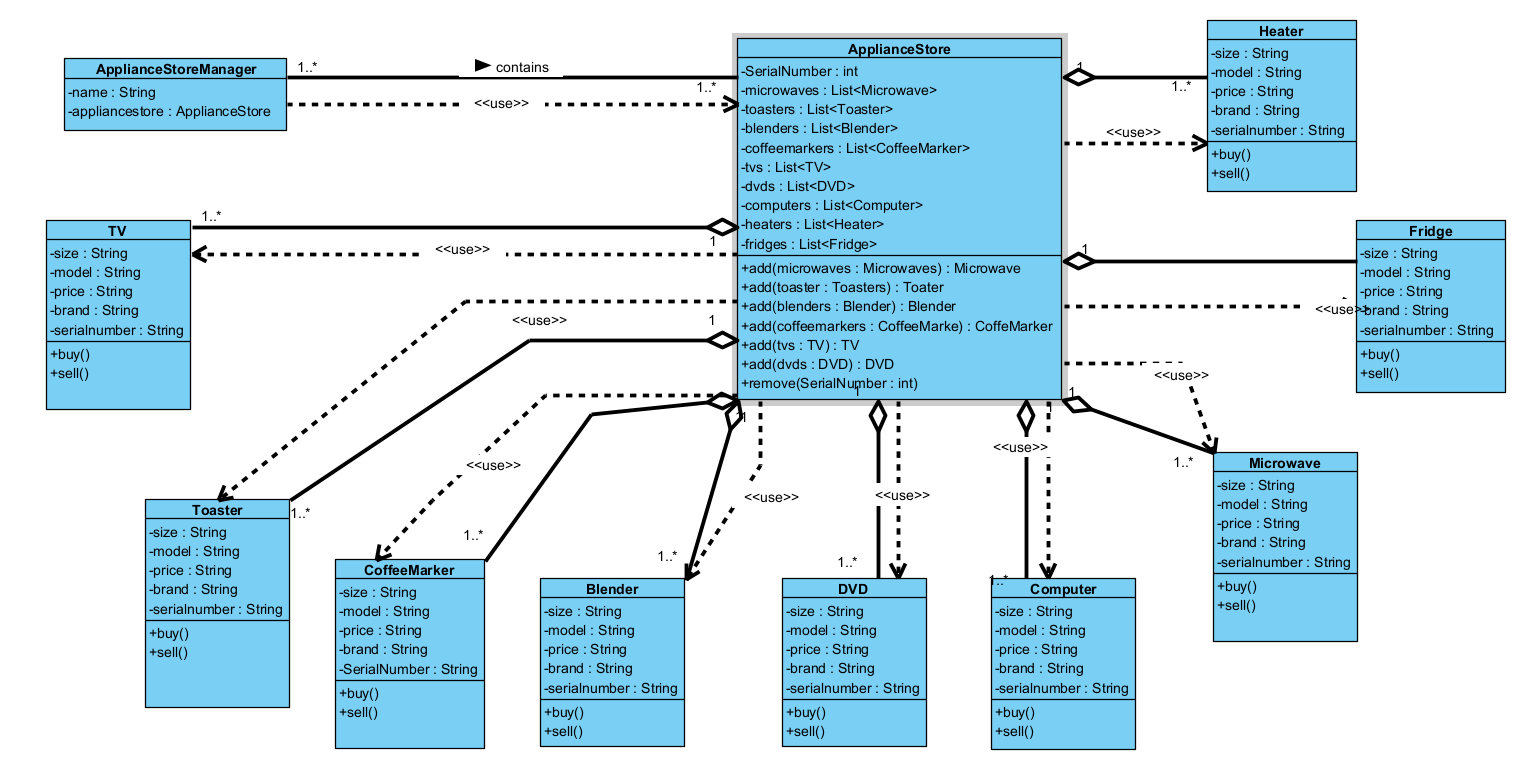 ApplianceStoreManager
-name : String
-appliancestore : ApplianceStore
1..*
contains
1..*
<<use>>
ApplianceStore
-SerialNumber : int
-microwaves : List<Microwave>
-toasters : List<Toaster>
-blenders : List<Blender>
-coffeemarkers : List<CoffeeMarker>
-tvs : List<TV>
-dvds : List<DVD>
-computers : List<Computer>
-heaters : List<Heater>
-fridges : List<Fridge>
+add(microwaves : Microwaves) : Microwave
+add(toaster : Toasters) : Toater
+add(blenders : Blender) : Blender
+add(coffeemarkers : CoffeeMarke) : CoffeMarker
+add(tvs : TV) : TV
+add(dvds : DVD) : DVD
+remove(SerialNumber : int)
1
1..*
<<use>>
Heater
-size : String
-model : String
-price : String
-brand : String
-serialnumber : String
+buy()
+sell()
1..*
1
<<use>>
TV
-size : String
-model : String
-price : String
-brand : String
-serialnumber : String
+buy()
+sell()
1
<<use>>
Fridge
-size : String
-model : String
-price : String
-brand : String
-serialnumber : String
+buy()
+sell()
<<use>>
1
1..*
Toaster
-size : String
-model : String
-price : String
-brand : String
-serialnumber : String
+buy()
+sell()
<<use>>
1..*
CoffeeMarker
-size : String
-model : String
-price : String
-brand : String
-SerialNumber : String
+buy()
+sell()
1
<<use>>
1..*
Blender
-size : String
-model : String
-price : String
-brand : String
-serialnumber : String
+buy()
+sell()
1
<<use>>
1..*
DVD
-size : String
-model : String
-price : String
-brand : String
-serialnumber : String
+buy()
+sell()
1
<<use>>
1..*
Computer
-size : String
-model : String
-price : String
-brand : String
-serialnumber : String
+buy()
+sell()
1
<<use>>
1..*
Microwave
-size : String
-model : String
-price : String
-brand : String
-serialnumber : String
+buy()
+sell()